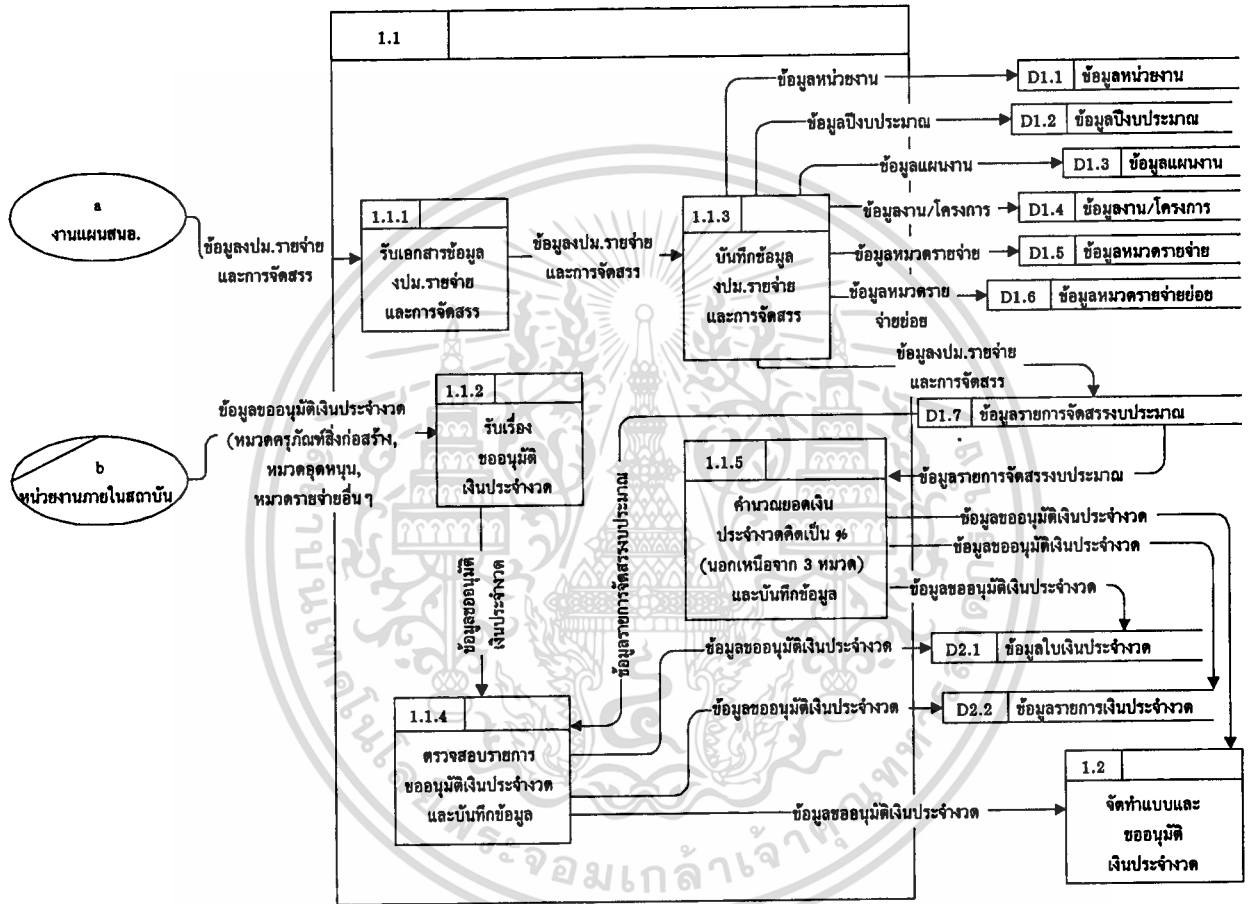 1.1
ข้อมูลหน่วยงาน
D1.1 ข้อมูลหน่วยงาน
ข้อมูลปีงบประมาณ
D1.2 ข้อมูลปีงบประมาณ
ข้อมูลแผนงาน
D1.3 ข้อมูลแผนงาน
a
งานแผนสนอ.
ข้อมูลงปม.รายจ่าย
และการจัดสรร
1.1.1
รับเอกสารข้อมูล
งปม.รายจ่าย
และการจัดสรร
ข้อมูลงปม.รายจ่าย
และการจัดสรร
1.1.3
บันทึกข้อมูล
งปม.รายจ่าย
และการจัดสรร
ข้อมูลงาน/โครงการ
D1.4 ข้อมูลงาน/โครงการ
ข้อมูลหมวดรายจ่าย
D1.5 ข้อมูลหมวดรายจ่าย
ข้อมูลหมวดราย
จ่ายย่อย
D1.6 ข้อมูลหมวดรายจ่ายย่อย
ข้อมูลงปม.รายจ่าย
และการจัดสรร
D1.7 ข้อมูลรายการจัดสรรงบประมาณ
b
หน่วยงานภายในสถาบัน
ข้อมูลขออนุมัติเงินประจำงวด
(หมวดครุภัณฑ์สิ่งก่อสร้าง,
หมวดอุดหนุน,
หมวดรายจ่ายอื่น ๆ
1.1.2
รับเรื่อง
ขออนุมัติ
เงินประจำงวด
ข้อมูลขออนุมัติ
เงินประจำงวด
ข้อมูลรายการจัดสรรงบประมาณ
1.1.5
คำนวณยอดเงิน
ประจำงวดคิดเป็น %
(นอกเหนือจาก 3 หมวด)
และบันทึกข้อมูล
ข้อมูลรายการจัดสรรงบประมาณ
ข้อมูลขออนุมัติเงินประจำงวด
ข้อมูลขออนุมัติเงินประจำงวด
ข้อมูลขออนุมัติเงินประจำงวด
ข้อมูลขออนุมัติเงินประจำงวด
D2.1 ข้อมูลใบเงินประจำงวด
ข้อมูลขออนุมัติเงินประจำงวด
D2.2 ข้อมูลรายการเงินประจำงวด
1.1.4
ตรวจสอบรายการ
ขออนุมัติเงินประจำงวด
และบันทึกข้อมูล
ข้อมูลขออนุมัติเงินประจำงวด
1.2
จัดทำแบบและ
ขออนุมัติ
เงินประจำงวด